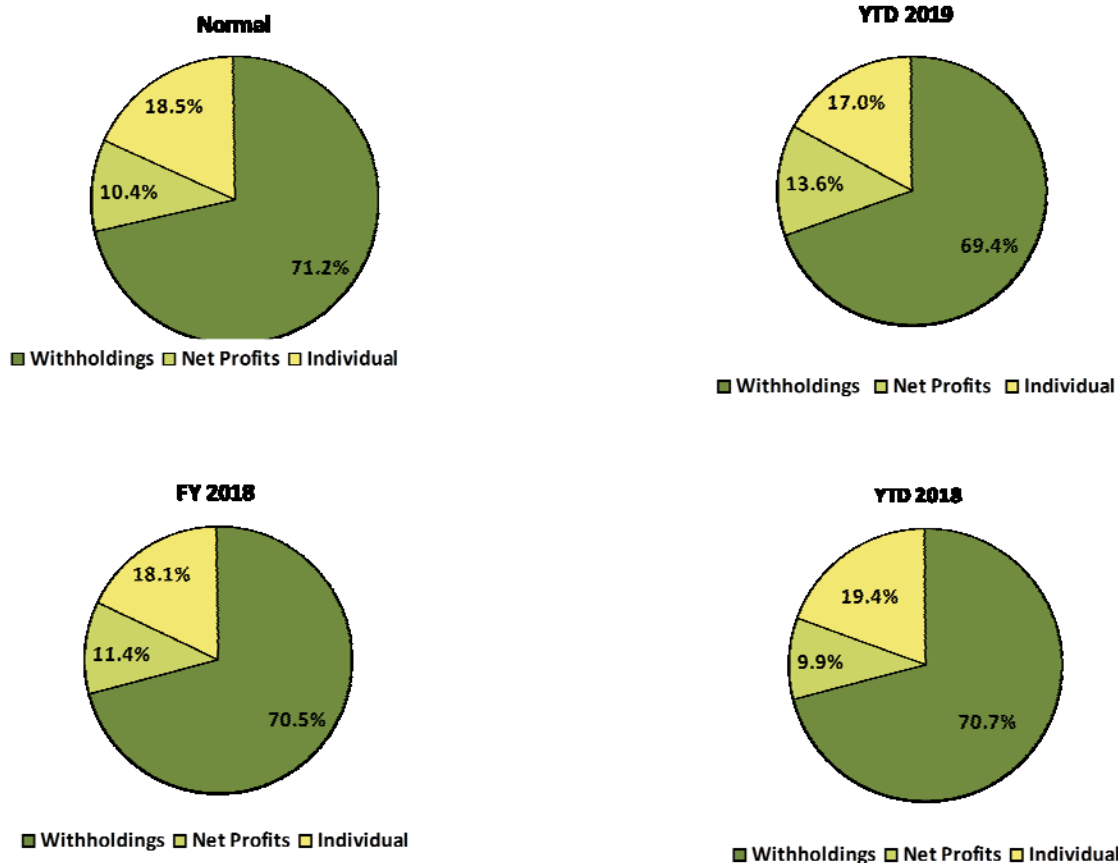 Normal
18.5%
10.4%
71.2%
Withholdings Net Profits Individual
YTD 2019
17.0%
13.6%
69.4%
Withholdings Net Profits Individual
FY 2018
18.1%
11.4%
70.5%
Withholdings Net Profits Individual
YTD 2018
19.4%
9.9%
70.7%
Withholdings Net Profits Individual